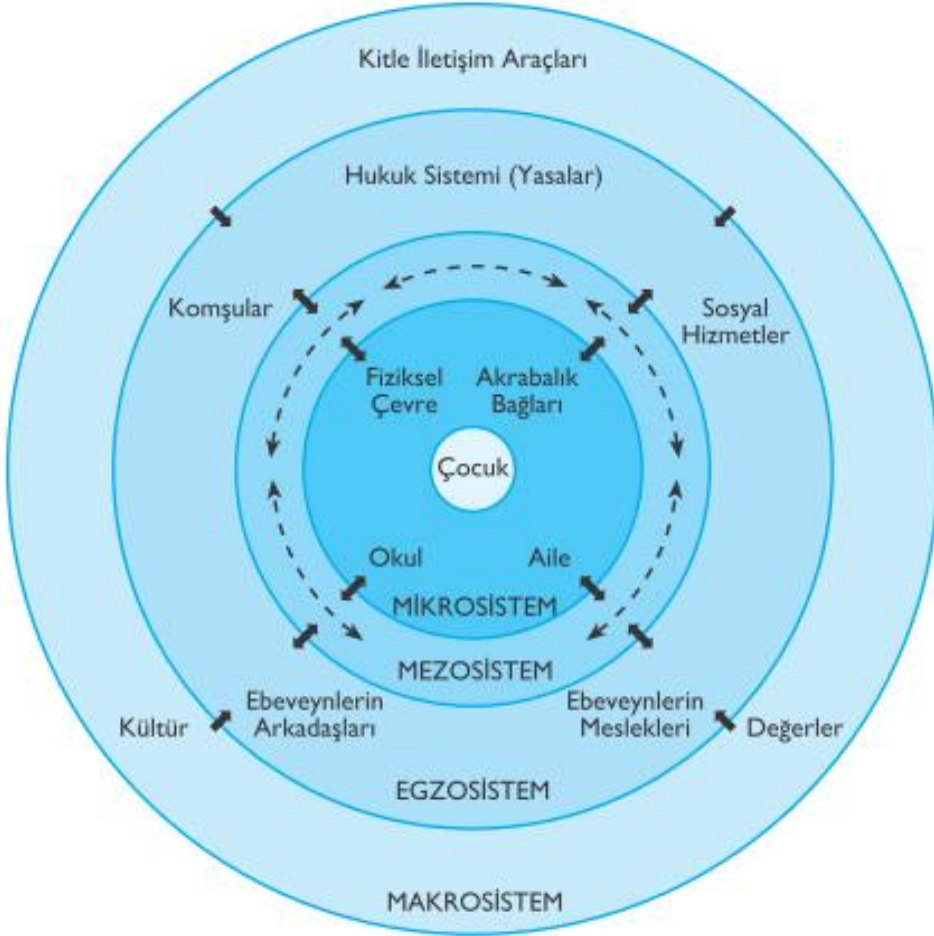 Kitle İletişim Araçları
Hukuk Sistemi (Yasalar)
Komşular
Sosyal
Hizmetler
Fiziksel
Çevre
Akrabalık
Bağları
Çocuk
Okul
Aile
MİKROSİSTEM
MEZOSİSTEM
Ebeveynlerin
Arkadaşları
Ebeveynlerin
Meslekleri
Kültür
Değerler
EGZOSİSTEM
MAKROSİSTEM